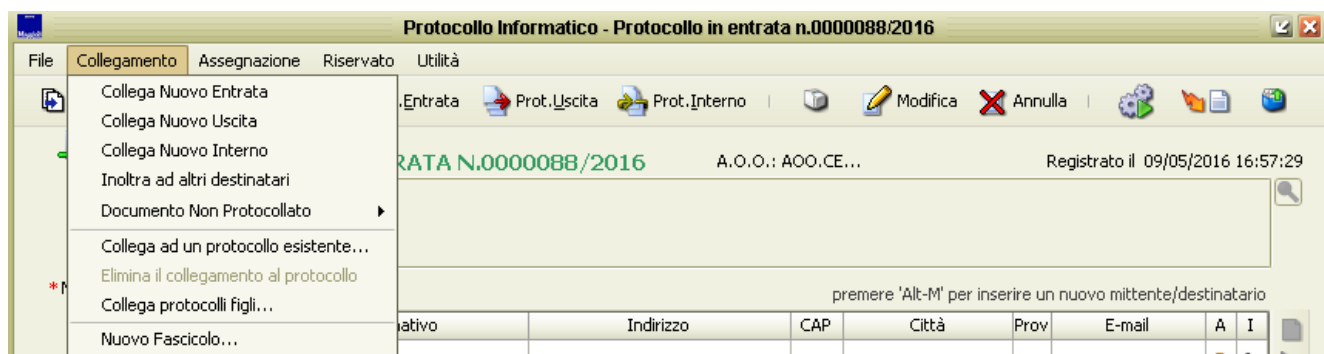 Protocollo Informatico - Protocollo in entrata n.0000088/2016
File Collegamento Assegnazione Riservato Utilità
Collega Nuovo Entrata
.Entrata Prot.Uscita Prot.Interno Modifica Annulla
Collega Nuovo Uscita
Collega Nuovo Interno
RATA N.0000088/2016 A.O.O.: AOO.CE... Registrato il 09/05/2016 16:57:29
Inoltra ad altri destinatari
Documento Non Protocollato
Collega ad un protocollo esistente...
Elimina il collegamento al protocollo
Collega protocolli figli...
premere 'Alt-M' per inserire un nuovo mittente/destinatario
Nuovo Fascicolo...
ativo Indirizzo CAP Città Prov E-mail A I